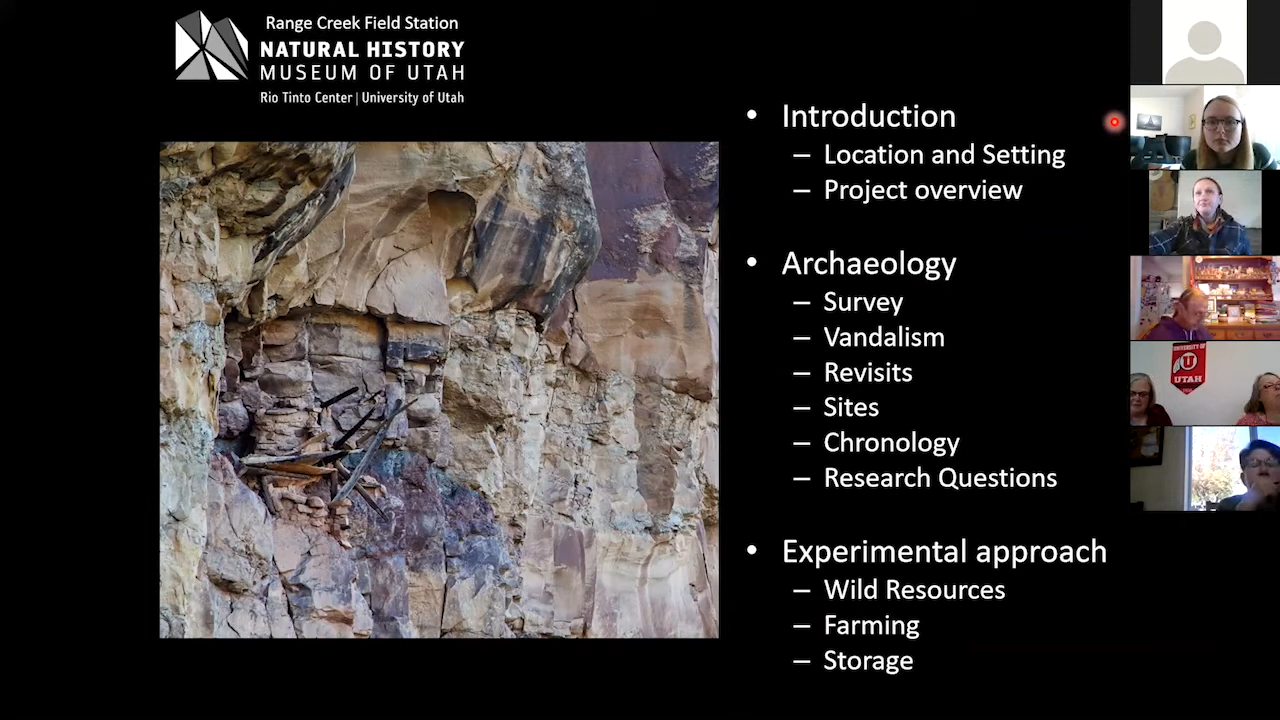 Range Creek Field Station
NATURAL HISTORY
MUSEUM OF UTAH
Rio Tinto Center | University of Utah
• Introduction
– Location and Setting
– Project overview
• Archaeology
– Survey
– Vandalism
– Revisits
– Sites
– Chronology
– Research Questions
• Experimental approach
– Wild Resources
– Farming
– Storage
UNIVERSITY OF
U
UTAH